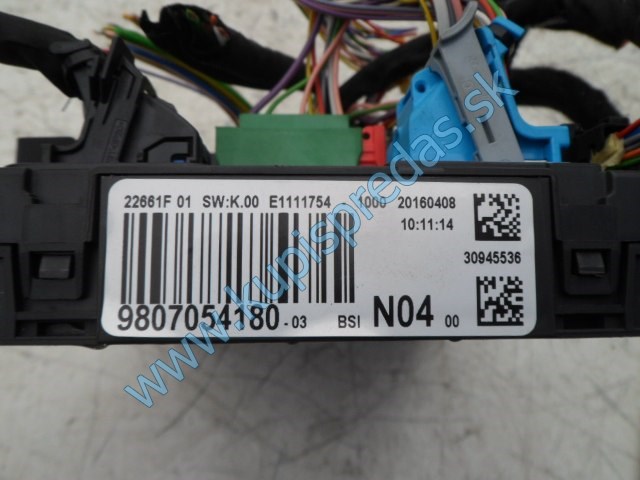 22661F 01 SW:K.00 E1111754 1000 20160408
10:11:14
30945536
9807054180-03 BSI N04 00
www.kupispredas.sk